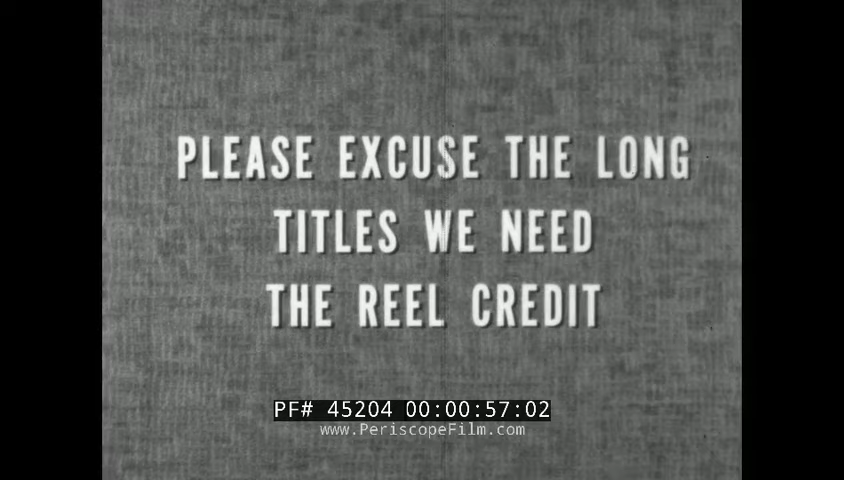 PLEASE EXCUSE THE LONG
TITLES WE NEED
THE REEL CREDIT
PF# 45204 00:00:57:02
www.PeriscopeFilm.com